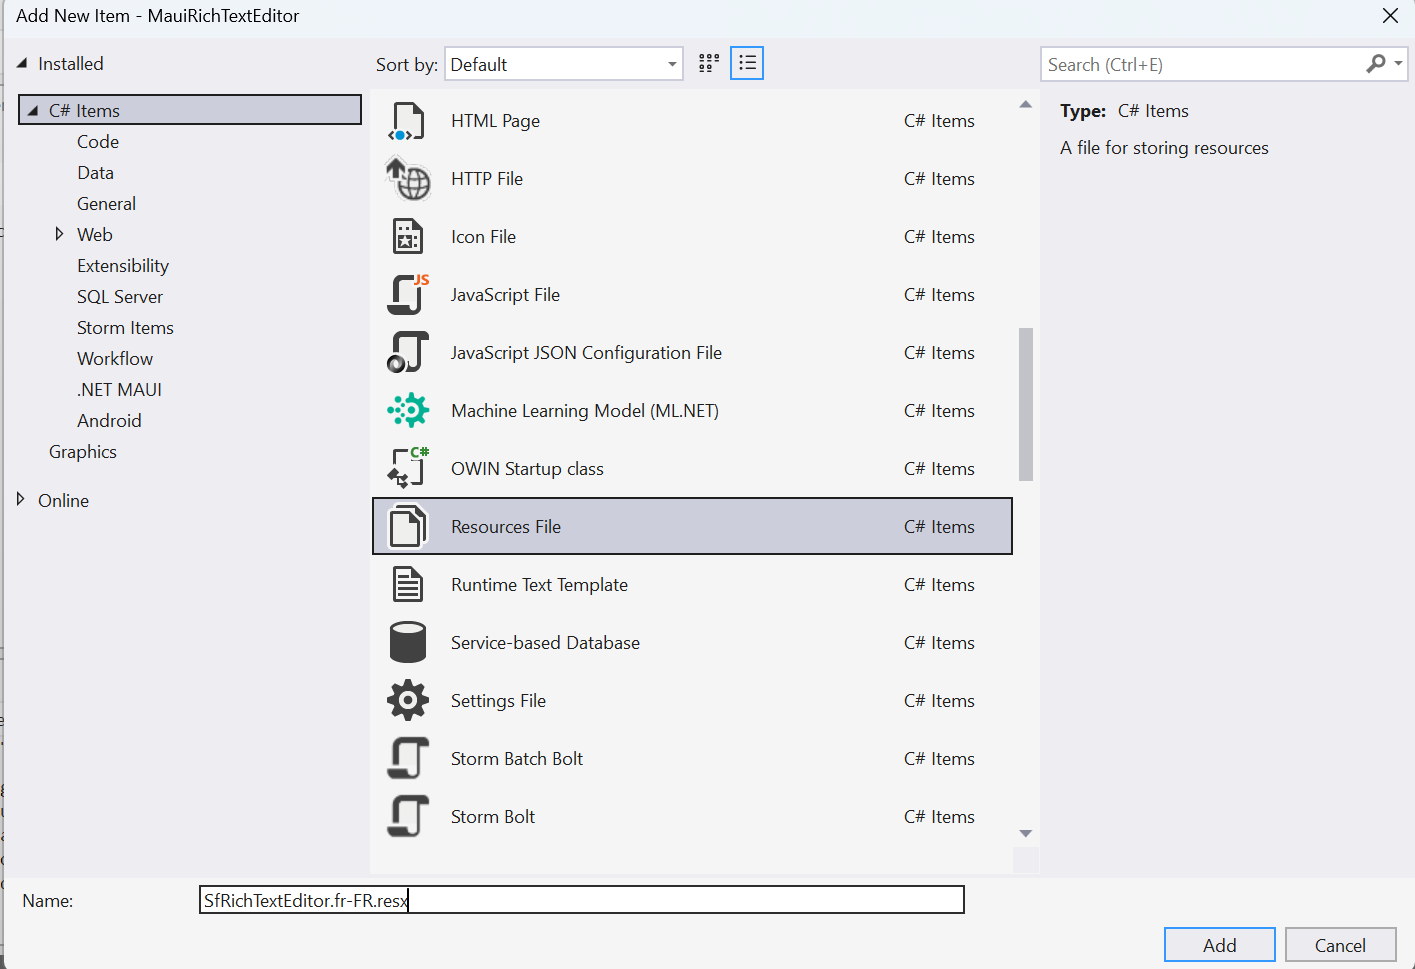 Add New Item - MauiRichTextEditor
Installed
Sort by: Default
Search (Ctrl+E)
C# Items
Code
Data
General
Web
Extensibility
SQL Server
Storm Items
Workflow
.NET MAUI
Android
Graphics
Online
HTML Page C# Items
HTTP File C# Items
Icon File C# Items
JS
JavaScript File C# Items
JavaScript JSON Configuration File C# Items
Machine Learning Model (ML.NET) C# Items
C#
OWIN Startup class C# Items
Resources File C# Items
Runtime Text Template C# Items
Service-based Database C# Items
Settings File C# Items
Storm Batch Bolt C# Items
Storm Bolt C# Items
Type: C# Items
A file for storing resources
Name: SfRichTextEditor.fr-FR.resx
Add Cancel